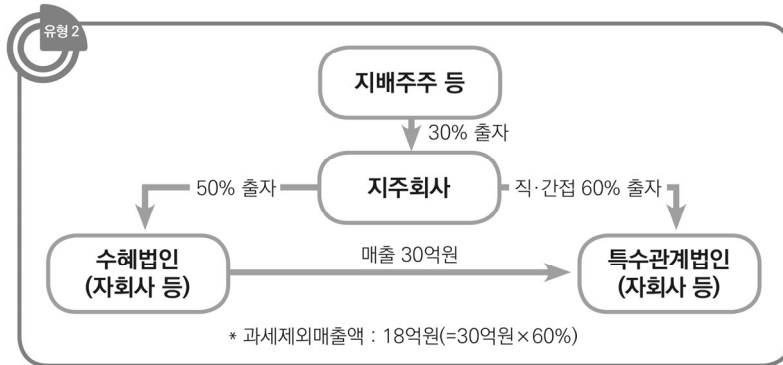 유형 2
지배주주 등
30% 출자
지주회사
50% 출자
직·간접 60% 출자
수혜법인
(자회사 등)
매출 30억원
특수관계법인
(자회사 등)
* 과세제외매출액 : 18억원(=30억원×60%)